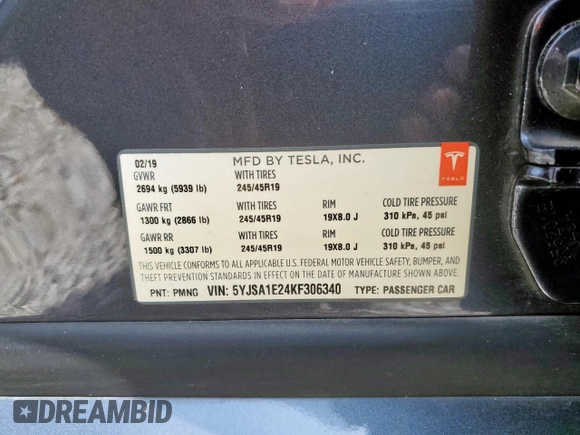 02/19 MFD BY TESLA, INC.
GVWR WITH TIRES
2694 kg (5939 lb) 245/45R19
TESLA
GAWR FRT WITH TIRES RIM COLD TIRE PRESSURE
1300 kg (2866 lb) 245/45R19 19X8.0 J 310 kPa, 45 psi
GAWR RR WITH TIRES RIM COLD TIRE PRESSURE
1500 kg (3307 lb) 245/45R19 19X8.0 J 310 kPa, 45 psi
THIS VEHICLE CONFORMS TO ALL APPLICABLE U.S. FEDERAL MOTOR VEHICLE SAFETY, BUMPER, AND
THEFT PREVENTION STANDARDS IN EFFECT ON THE DATE OF MANUFACTURE SHOWN ABOVE.
PNT: PMNG VIN: 5YJSA1E24KF306340 TYPE: PASSENGER CAR
DREAMBID